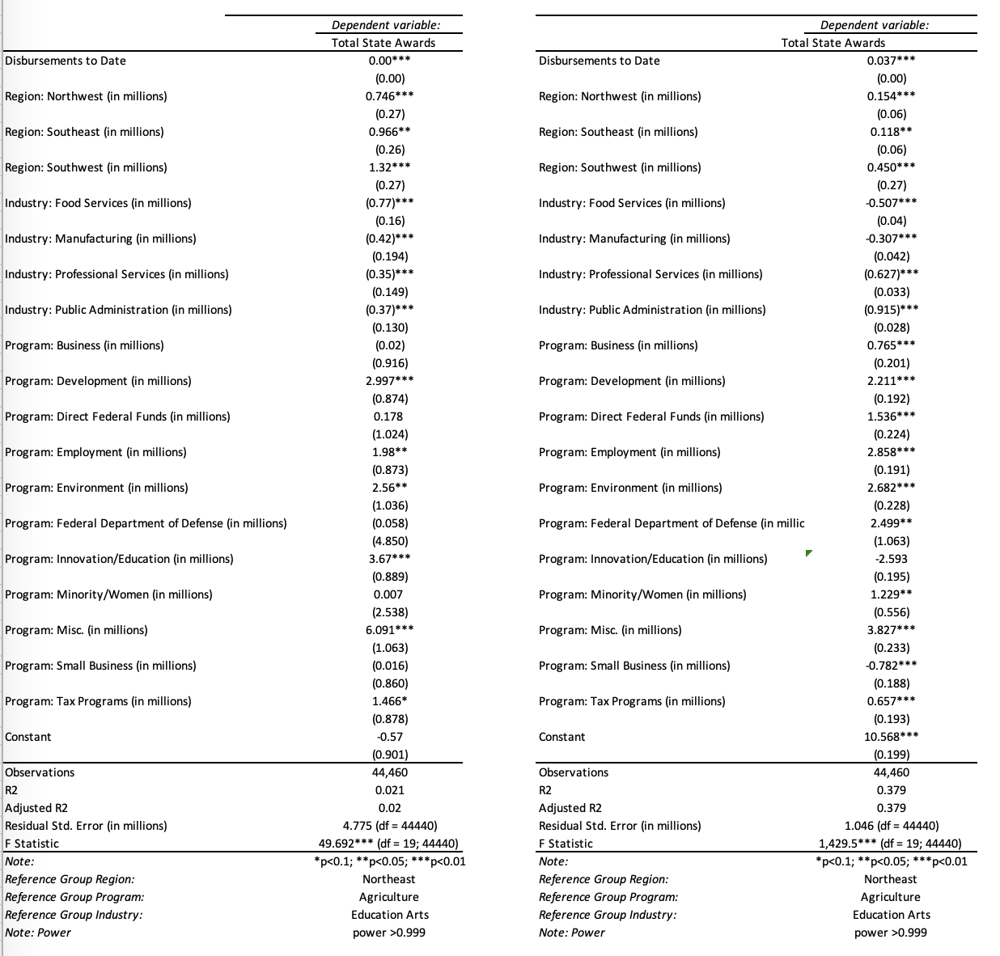 Dependent variable:
Total State Awards
Disbursements to Date 0.00***
(0.00)
Region: Northwest (in millions) 0.746***
(0.27)
Region: Southeast (in millions) 0.966**
(0.26)
Region: Southwest (in millions) 1.32***
(0.27)
Industry: Food Services (in millions) (0.77)***
(0.16)
Industry: Manufacturing (in millions) (0.42)***
(0.194)
Industry: Professional Services (in millions) (0.35)***
(0.149)
Industry: Public Administration (in millions) (0.37)***
(0.130)
Program: Business (in millions) (0.02)
(0.916)
Program: Development (in millions) 2.997***
(0.874)
Program: Direct Federal Funds (in millions) 0.178
(1.024)
Program: Employment (in millions) 1.98**
(0.873)
Program: Environment (in millions) 2.56**
(1.036)
Program: Federal Department of Defense (in millions) (0.058)
(4.850)
Program: Innovation/Education (in millions) 3.67***
(0.889)
Program: Minority/Women (in millions) 0.007
(2.538)
Program: Misc. (in millions) 6.091***
(1.063)
Program: Small Business (in millions) (0.016)
(0.860)
Program: Tax Programs (in millions) 1.466*
(0.878)
Constant -0.57
(0.901)
Observations 44,460
R2 0.021
Adjusted R2 0.02
Residual Std. Error (in millions) 4.775 (df = 44440)
F Statistic 49.692*** (df = 19; 44440)
Note: *p<0.1; **p<0.05; ***p<0.01
Reference Group Region: Northeast
Reference Group Program: Agriculture
Reference Group Industry: Education Arts
Note: Power power >0.999
Dependent variable:
Total State Awards
Disbursements to Date 0.037***
(0.00)
Region: Northwest (in millions) 0.154***
(0.06)
Region: Southeast (in millions) 0.118**
(0.06)
Region: Southwest (in millions) 0.450***
(0.27)
Industry: Food Services (in millions) -0.507***
(0.04)
Industry: Manufacturing (in millions) -0.307***
(0.042)
Industry: Professional Services (in millions) (0.627)***
(0.033)
Industry: Public Administration (in millions) (0.915)***
(0.028)
Program: Business (in millions) 0.765***
(0.201)
Program: Development (in millions) 2.211***
(0.192)
Program: Direct Federal Funds (in millions) 1.536***
(0.224)
Program: Employment (in millions) 2.858***
(0.191)
Program: Environment (in millions) 2.682***
(0.228)
Program: Federal Department of Defense (in millic 2.499**
(1.063)
Program: Innovation/Education (in millions) -2.593
(0.195)
Program: Minority/Women (in millions) 1.229**
(0.556)
Program: Misc. (in millions) 3.827***
(0.233)
Program: Small Business (in millions) -0.782***
(0.188)
Program: Tax Programs (in millions) 0.657***
(0.193)
Constant 10.568***
(0.199)
Observations 44,460
R2 0.379
Adjusted R2 0.379
Residual Std. Error (in millions) 1.046 (df = 44440)
F Statistic 1,429.5*** (df = 19; 44440)
Note: *p<0.1; **p<0.05; ***p<0.01
Reference Group Region: Northeast
Reference Group Program: Agriculture
Reference Group Industry: Education Arts
Note: Power power >0.999